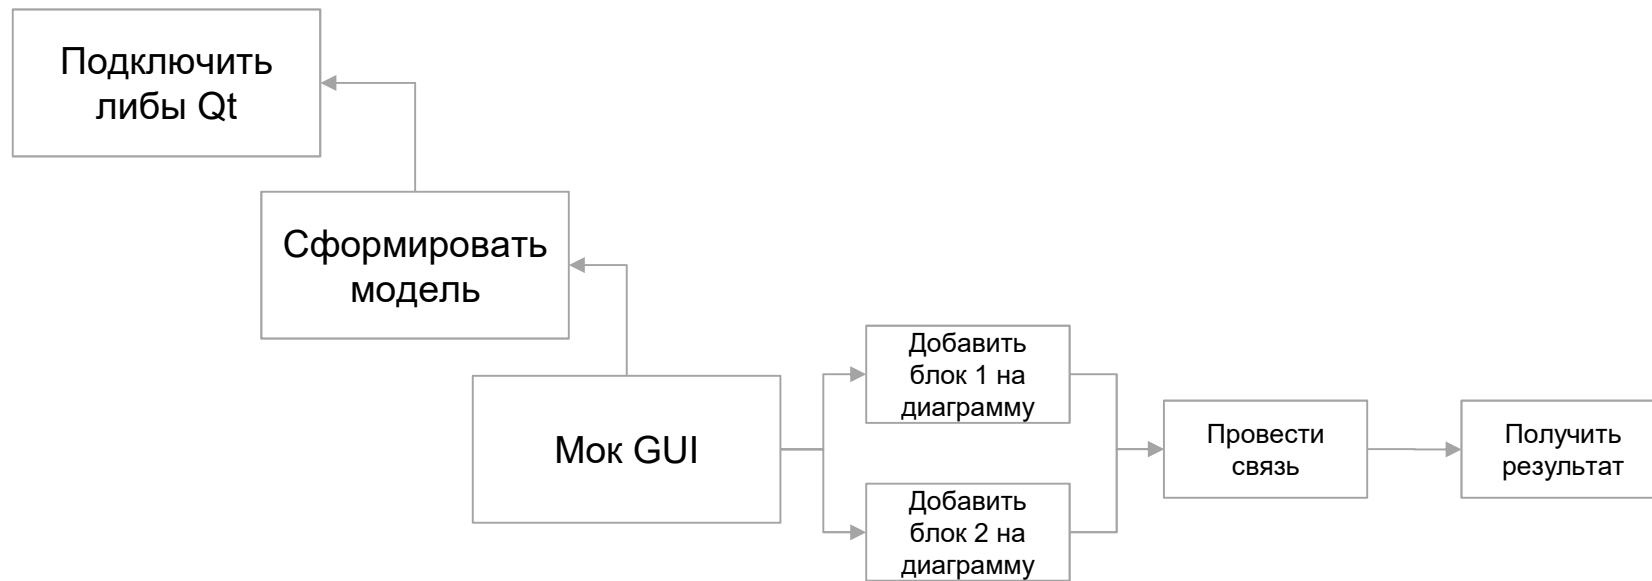 Подключить
либы Qt
Сформировать
модель
Мок GUI
Добавить
блок 1 на
диаграмму
Добавить
блок 2 на
диаграмму
Провести
связь
Получить
результат